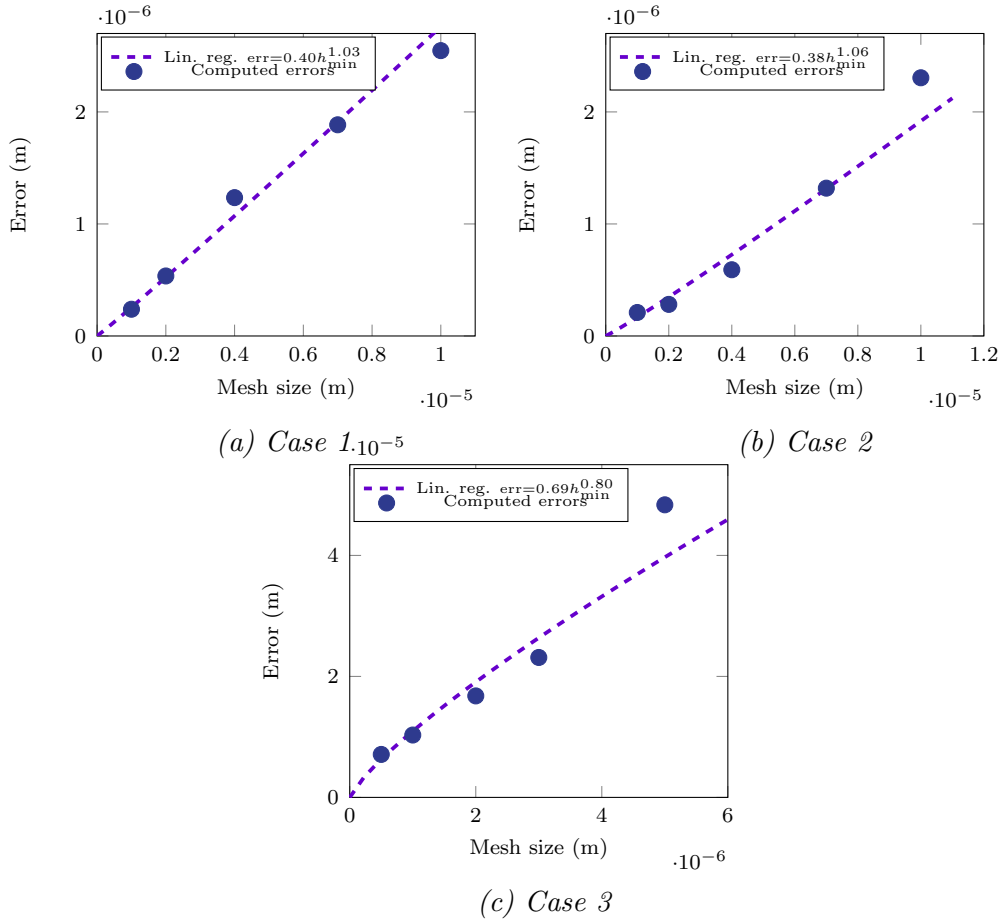 ·10⁻⁶
Lin. reg. err=0.40h_min^1.03
Computed errors
Error (m)
0
1
2
0
0.2
0.4
0.6
0.8
1
Mesh size (m)
·10⁻⁵
(a) Case 1
·10⁻⁶
Lin. reg. err=0.38h_min^1.06
Computed errors
Error (m)
0
1
2
0
0.2
0.4
0.6
0.8
1
1.2
Mesh size (m)
·10⁻⁵
(b) Case 2
·10⁻⁵
Lin. reg. err=0.69h_min^0.80
Computed errors
Error (m)
0
2
4
0
2
4
6
Mesh size (m)
·10⁻⁶
(c) Case 3